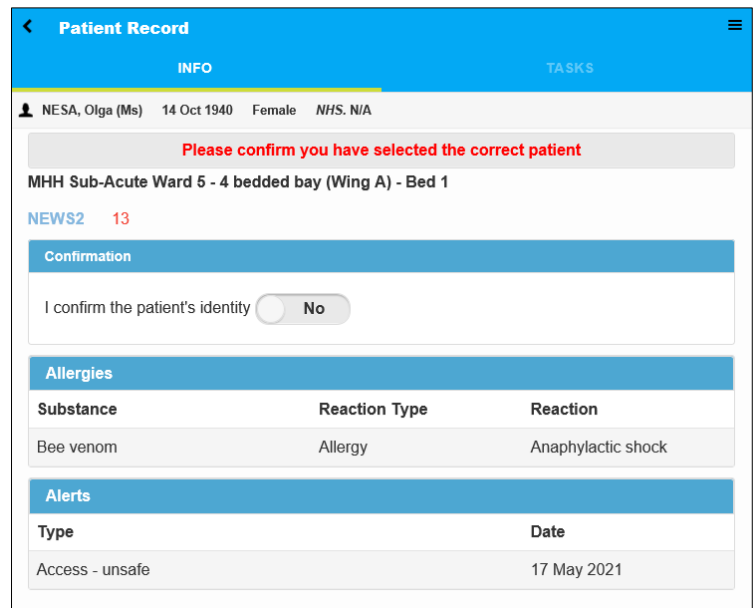 Patient Record
INFO TASKS
NESA, Olga (Ms) 14 Oct 1940 Female NHS. N/A
Please confirm you have selected the correct patient
MHH Sub-Acute Ward 5 - 4 bedded bay (Wing A) - Bed 1
NEWS2 13
Confirmation
I confirm the patient's identity No
Allergies
Substance Reaction Type Reaction
Bee venom Allergy Anaphylactic shock
Alerts
Type Date
Access - unsafe 17 May 2021